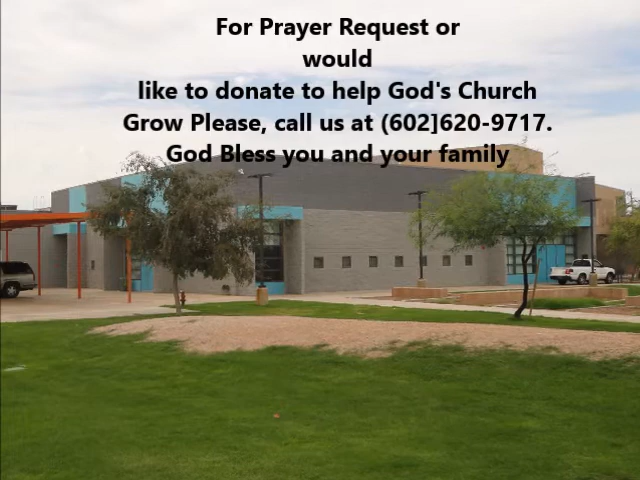 For Prayer Request or
would
like to donate to help God's Church
Grow Please, call us at (602]620-9717.
God Bless you and your family